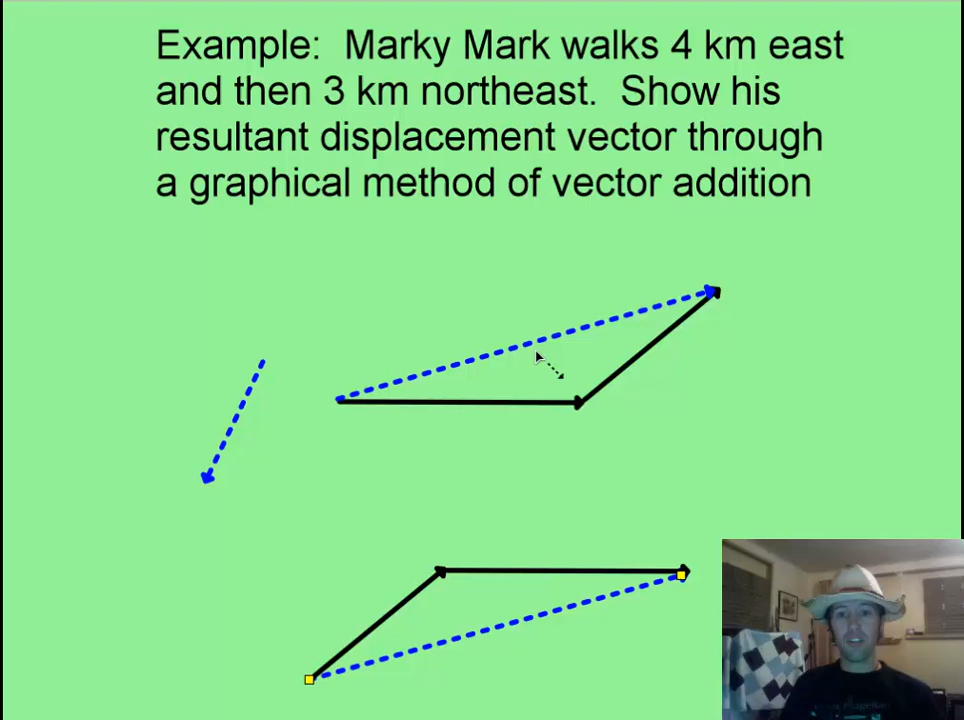 Example:  Marky Mark walks 4 km east
and then 3 km northeast.  Show his
resultant displacement vector through
a graphical method of vector addition